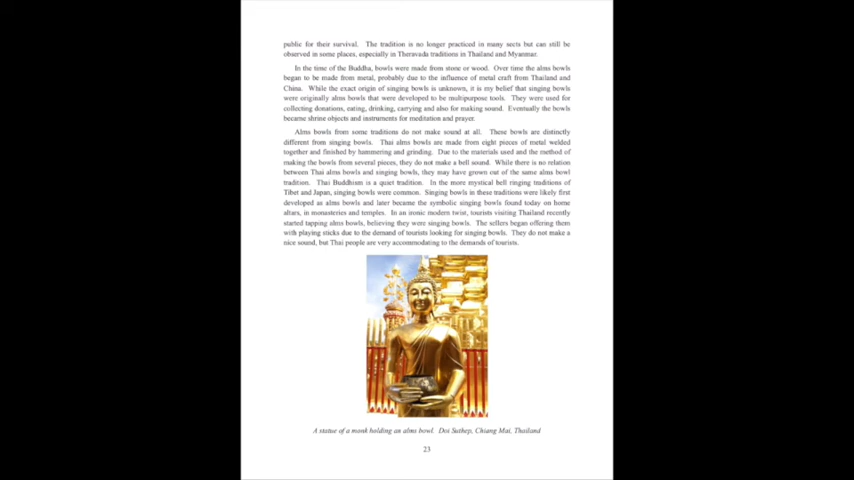 public for their survival. The tradition is no longer practiced in many sects but can still be
observed in some places, especially in Theravada traditions in Thailand and Myanmar.
In the time of the Buddha, bowls were made from stone or wood. Over time the alms bowls
began to be made from metal, probably due to the influence of metal craft from Thailand and
China. While the exact origin of singing bowls is unknown, it is my belief that singing bowls
were originally alms bowls that were developed to be multipurpose tools. They were used for
collecting donations, eating, drinking, carrying and also for making sound. Eventually the bowls
became shrine objects and instruments for meditation and prayer.
Alms bowls from some traditions do not make sound at all. These bowls are distinctly
different from singing bowls. Thai alms bowls are made from eight pieces of metal welded
together and finished by hammering and grinding. Due to the materials used and the method of
making the bowls from several pieces, they do not make a bell sound. While there is no relation
between Thai alms bowls and singing bowls, they may have grown out of the same alms bowl
tradition. Thai Buddhism is a quiet tradition. In the more mystical bell ringing traditions of
Tibet and Japan, singing bowls were common. Singing bowls in these traditions were likely first
developed as alms bowls and later became the symbolic singing bowls found today on home
altars, in monasteries and temples. In an ironic modern twist, tourists visiting Thailand recently
started tapping alms bowls, believing they were singing bowls. The sellers began offering them
with playing sticks due to the demand of tourists looking for singing bowls. They do not make a
nice sound, but Thai people are very accommodating to the demands of tourists.
A statue of a monk holding an alms bowl. Doi Suthep, Chiang Mai, Thailand
23